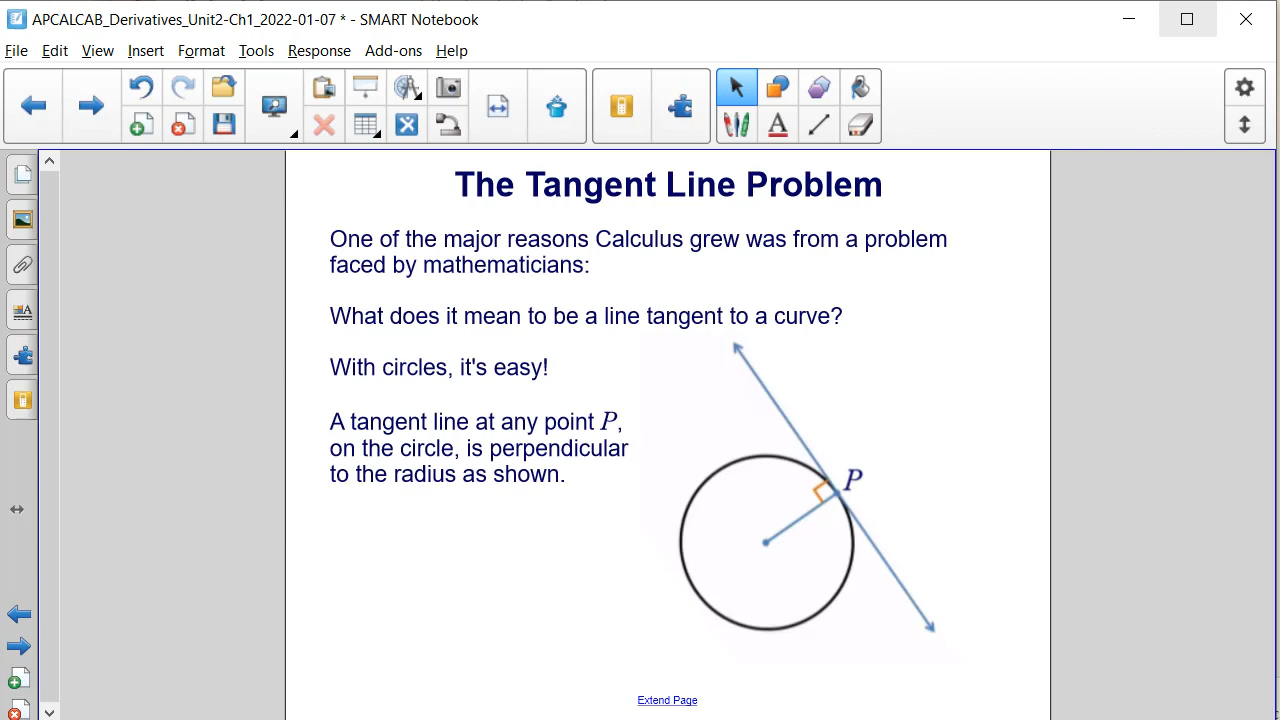 APCALCAB_Derivatives_Unit2-Ch1_2022-01-07 * - SMART Notebook
File Edit View Insert Format Tools Response Add-ons Help
The Tangent Line Problem
One of the major reasons Calculus grew was from a problem
faced by mathematicians:
What does it mean to be a line tangent to a curve?
With circles, it's easy!
A tangent line at any point P,
on the circle, is perpendicular
to the radius as shown.
P
Extend Page